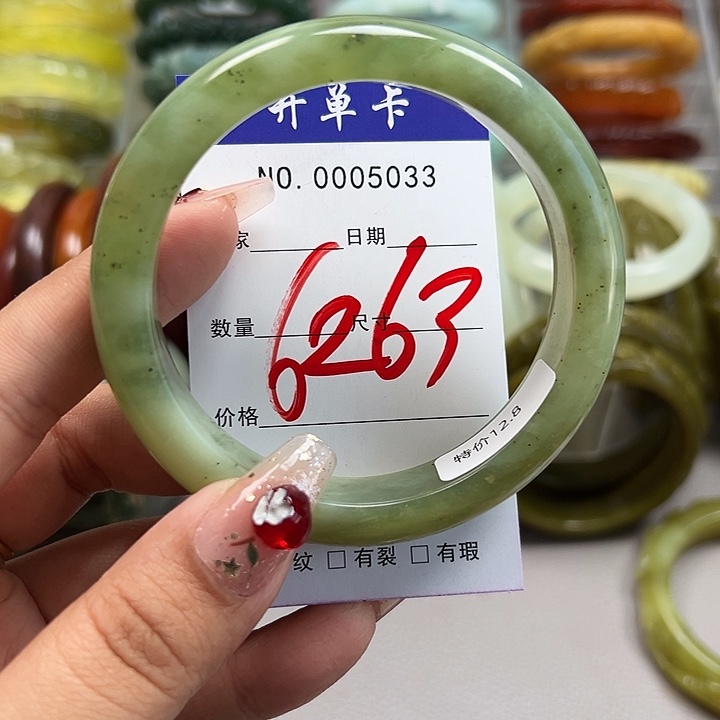 开单卡
NO. 0005033
家 日期
6263
数量 尺寸
价格
特价12.8
纹 □有裂 □有瑕